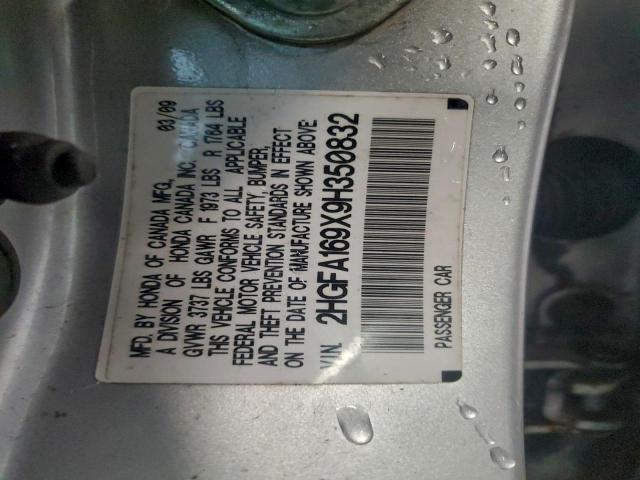 MFD. BY HONDA OF CANADA MFG. 03/09
A DIVISION OF HONDA CANADA INC. CANADA
GVWR 3737 LBS GAWR F 1973 LBS R 1764 LBS
THIS VEHICLE CONFORMS TO ALL APPLICABLE
FEDERAL MOTOR VEHICLE SAFETY, BUMPER,
AND THEFT PREVENTION STANDARDS IN EFFECT
ON THE DATE OF MANUFACTURE SHOWN ABOVE.
VIN: 2HGFA169X9H350832
PASSENGER CAR